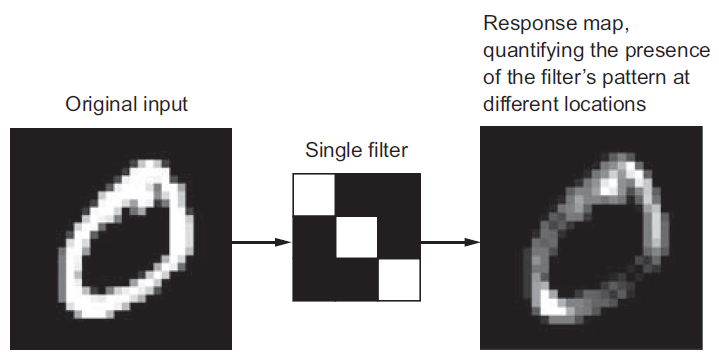 Original input
Single filter
Response map,
quantifying the presence
of the filter's pattern at
different locations